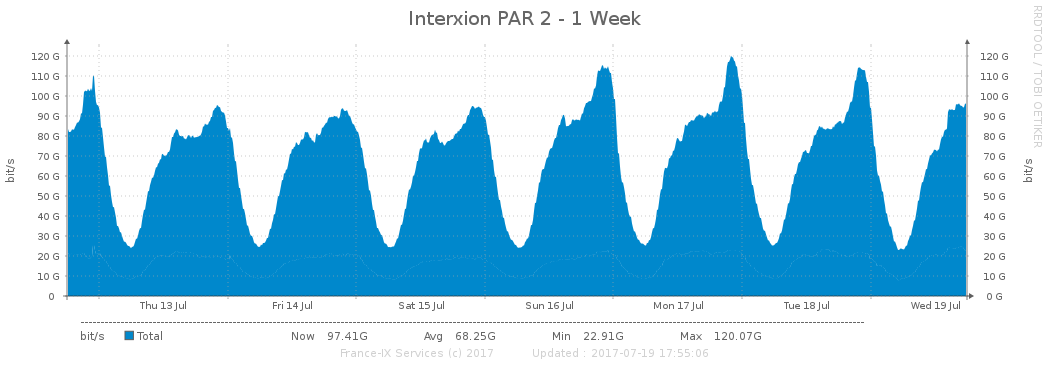 Interxion PAR 2 - 1 Week
RRDTOOL / TOBI OETIKER
bit/s
120 G 120 G
110 G 110 G
100 G 100 G
90 G 90 G
80 G 80 G
70 G 70 G
60 G 60 G
50 G 50 G
40 G 40 G
30 G 30 G
20 G 20 G
10 G 10 G
0 0 G
bit/s
Thu 13 Jul Fri 14 Jul Sat 15 Jul Sun 16 Jul Mon 17 Jul Tue 18 Jul Wed 19 Jul
bit/s Total Now 97.41G Avg 68.25G Min 22.91G Max 120.07G
France-IX Services (c) 2017 Updated : 2017-07-19 17:55:06